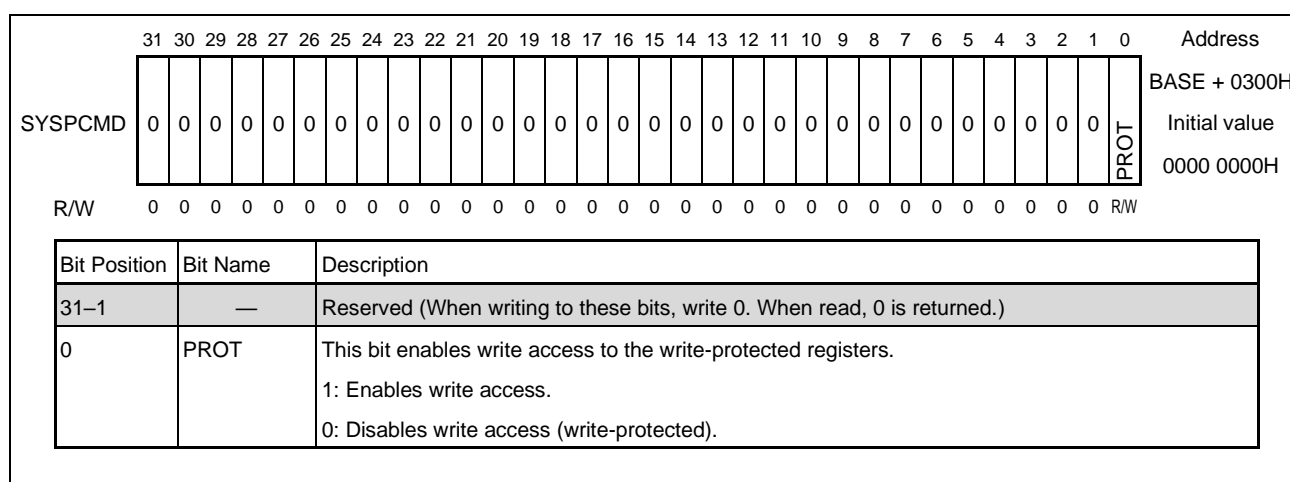 31 30 29 28 27 26 25 24 23 22 21 20 19 18 17 16 15 14 13 12 11 10 9 8 7 6 5 4 3 2 1 0 Address
BASE + 0300H
SYSPCMD 0 0 0 0 0 0 0 0 0 0 0 0 0 0 0 0 0 0 0 0 0 0 0 0 0 0 0 0 0 0 0 PROT Initial value
0000 0000H
R/W 0 0 0 0 0 0 0 0 0 0 0 0 0 0 0 0 0 0 0 0 0 0 0 0 0 0 0 0 0 0 0 R/W
Bit Position Bit Name Description
31–1 — Reserved (When writing to these bits, write 0. When read, 0 is returned.)
0 PROT This bit enables write access to the write-protected registers.
1: Enables write access.
0: Disables write access (write-protected).